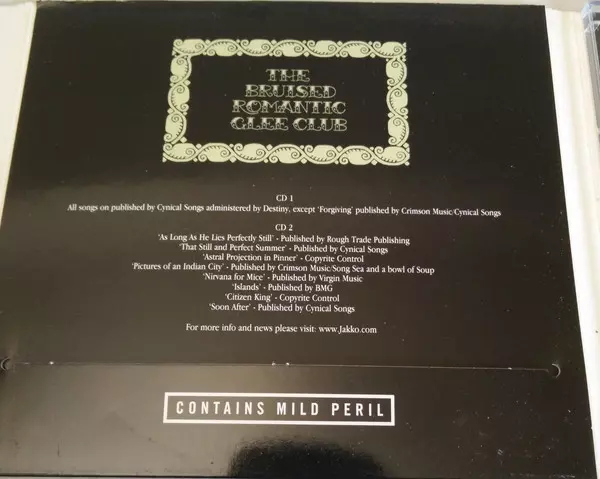 THE
BRUISED
ROMANTIC
GLEE CLUB
CD 1
All songs on published by Cynical Songs administered by Destiny, except 'Forgiving' published by Crimson Music/Cynical Songs
CD 2
'As Long As He Lies Perfectly Still' - Published by Rough Trade Publishing
'That Still and Perfect Summer' - Published by Cynical Songs
'Astral Projection in Pinner' - Copyrite Control
'Pictures of an Indian City' - Published by Crimson Music/Song Sea and a bowl of Soup
'Nirvana for Mice' - Published by Virgin Music
'Islands' - Published by BMG
'Citizen King' - Copyrite Control
'Soon After' - Published by Cynical Songs
For more info and news please visit: www.Jakko.com
CONTAINS MILD PERIL